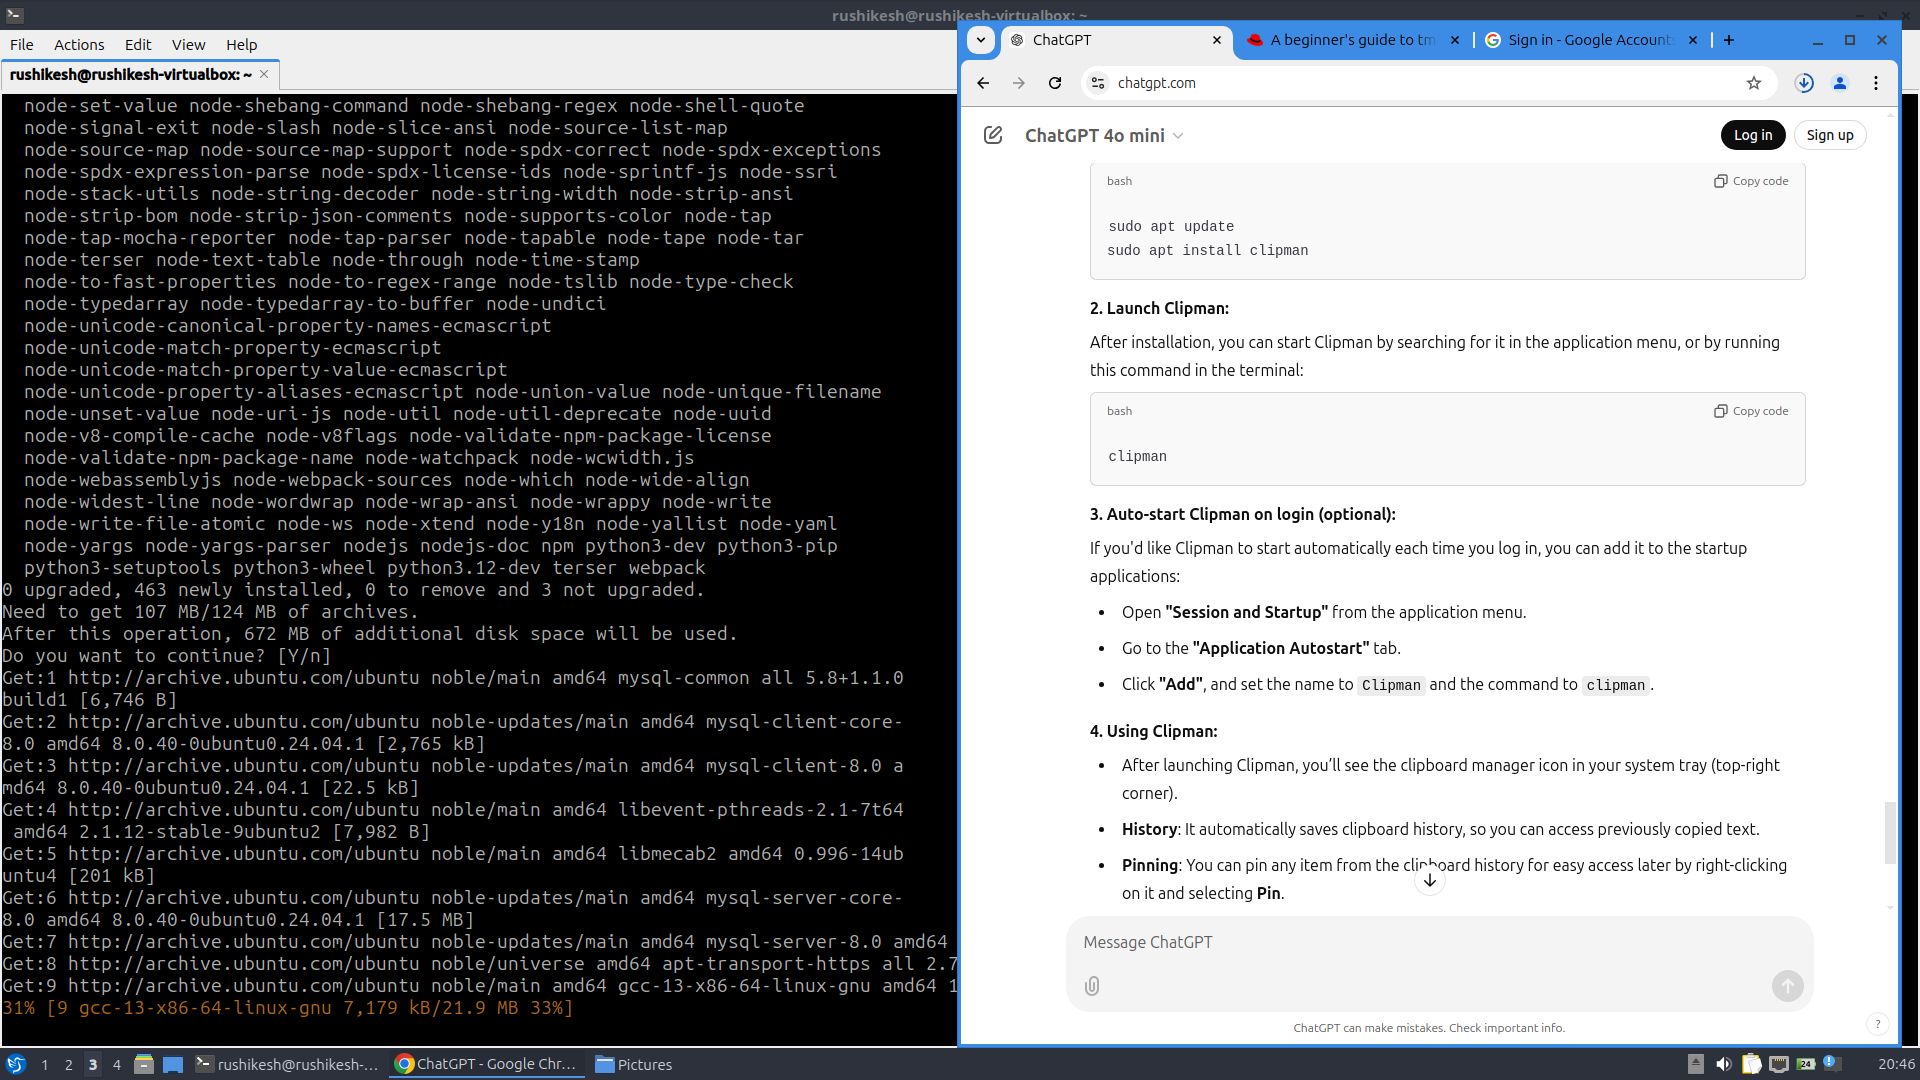 rushikesh@rushikesh-virtualbox: ~
File Actions Edit View Help
rushikesh@rushikesh-virtualbox: ~
node-set-value node-shebang-command node-shebang-regex node-shell-quote
node-signal-exit node-slash node-slice-ansi node-source-list-map
node-source-map node-source-map-support node-spdx-correct node-spdx-exceptions
node-spdx-expression-parse node-spdx-license-ids node-sprintf-js node-ssri
node-stack-utils node-string-decoder node-string-width node-strip-ansi
node-strip-bom node-strip-json-comments node-supports-color node-tap
node-tap-mocha-reporter node-tap-parser node-tapable node-tape node-tar
node-terser node-text-table node-through node-time-stamp
node-to-fast-properties node-to-regex-range node-tslib node-type-check
node-typedarray node-typedarray-to-buffer node-undici
node-unicode-canonical-property-names-ecmascript
node-unicode-match-property-ecmascript
node-unicode-match-property-value-ecmascript
node-unicode-property-aliases-ecmascript node-union-value node-unique-filename
node-unset-value node-uri-js node-util node-util-deprecate node-uuid
node-v8-compile-cache node-v8flags node-validate-npm-package-license
node-validate-npm-package-name node-watchpack node-wcwidth.js
node-webassemblyjs node-webpack-sources node-which node-wide-align
node-widest-line node-wordwrap node-wrap-ansi node-wrappy node-write
node-write-file-atomic node-ws node-xtend node-y18n node-yallist node-yaml
node-yargs node-yargs-parser nodejs nodejs-doc npm python3-dev python3-pip
python3-setuptools python3-wheel python3.12-dev terser webpack
0 upgraded, 463 newly installed, 0 to remove and 3 not upgraded.
Need to get 107 MB/124 MB of archives.
After this operation, 672 MB of additional disk space will be used.
Do you want to continue? [Y/n]
Get:1 http://archive.ubuntu.com/ubuntu noble/main amd64 mysql-common all 5.8+1.1.0
build1 [6,746 B]
Get:2 http://archive.ubuntu.com/ubuntu noble-updates/main amd64 mysql-client-core-
8.0 amd64 8.0.40-0ubuntu0.24.04.1 [2,765 kB]
Get:3 http://archive.ubuntu.com/ubuntu noble-updates/main amd64 mysql-client-8.0 a
md64 8.0.40-0ubuntu0.24.04.1 [22.5 kB]
Get:4 http://archive.ubuntu.com/ubuntu noble/main amd64 libevent-pthreads-2.1-7t64
amd64 2.1.12-stable-9ubuntu2 [7,982 B]
Get:5 http://archive.ubuntu.com/ubuntu noble/main amd64 libmecab2 amd64 0.996-14ub
untu4 [201 kB]
Get:6 http://archive.ubuntu.com/ubuntu noble-updates/main amd64 mysql-server-core-
8.0 amd64 8.0.40-0ubuntu0.24.04.1 [17.5 MB]
Get:7 http://archive.ubuntu.com/ubuntu noble-updates/main amd64 mysql-server-8.0 amd64
Get:8 http://archive.ubuntu.com/ubuntu noble/universe amd64 apt-transport-https all 2.7
Get:9 http://archive.ubuntu.com/ubuntu noble/main amd64 gcc-13-x86-64-linux-gnu amd64 1
31% [9 gcc-13-x86-64-linux-gnu 7,179 kB/21.9 MB 33%]
ChatGPT
A beginner's guide to tm
Sign in - Google Accounts
chatgpt.com
ChatGPT 4o mini
Log in
Sign up
bash
Copy code
sudo apt update
sudo apt install clipman
2. Launch Clipman:
After installation, you can start Clipman by searching for it in the application menu, or by running
this command in the terminal:
bash
Copy code
clipman
3. Auto-start Clipman on login (optional):
If you'd like Clipman to start automatically each time you log in, you can add it to the startup
applications:
• Open "Session and Startup" from the application menu.
• Go to the "Application Autostart" tab.
• Click "Add", and set the name to Clipman and the command to clipman.
4. Using Clipman:
• After launching Clipman, you’ll see the clipboard manager icon in your system tray (top-right
corner).
• History: It automatically saves clipboard history, so you can access previously copied text.
• Pinning: You can pin any item from the clipboard history for easy access later by right-clicking
on it and selecting Pin.
Message ChatGPT
ChatGPT can make mistakes. Check important info.
?
1 2 3 4
rushikesh@rushikesh-...
ChatGPT - Google Chr...
Pictures
24
20:46